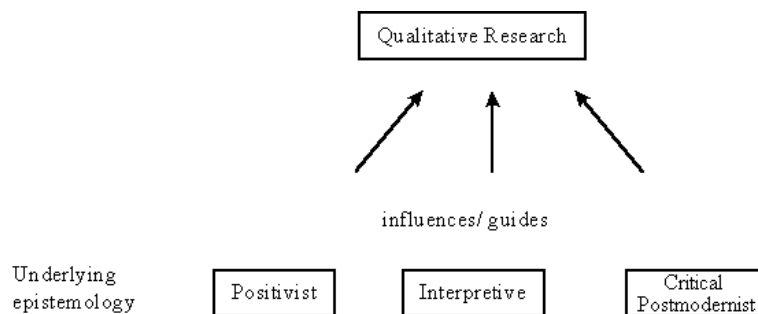 Qualitative Research
influences/ guides
Underlying
epistemology
Positivist
Interpretive
Critical
Postmodernist